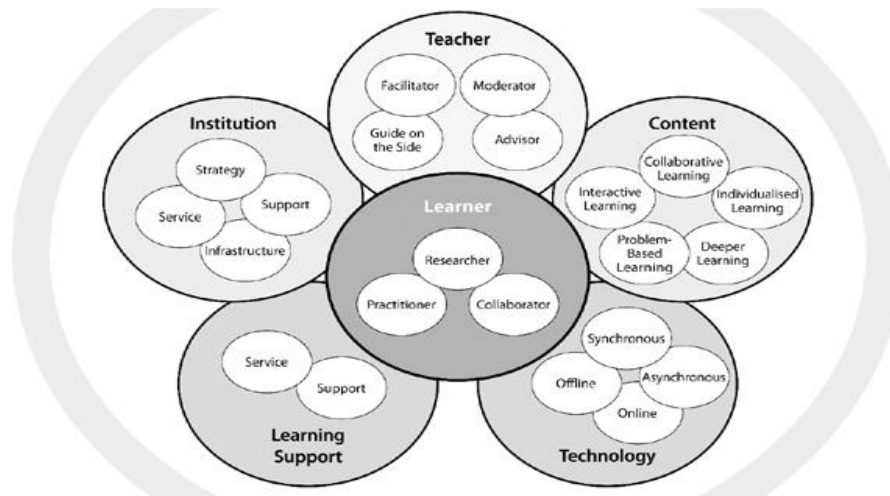 Teacher
Facilitator
Moderator
Guide on
the Side
Advisor
Institution
Strategy
Service
Support
Infrastructure
Content
Collaborative
Learning
Interactive
Learning
Individualised
Learning
Problem-
Based
Learning
Deeper
Learning
Learner
Researcher
Practitioner
Collaborator
Service
Support
Learning
Support
Synchronous
Offline
Asynchronous
Online
Technology